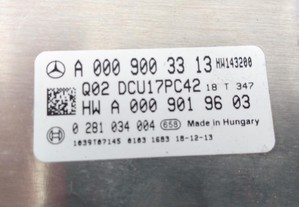 A 000 900 33 13 HW143200
Q02 DCU17PC42 18 T 347
HW A 000 901 96 03
0 281 034 004 658 Made in Hungary
1039707145 0103 1603 18-12-13